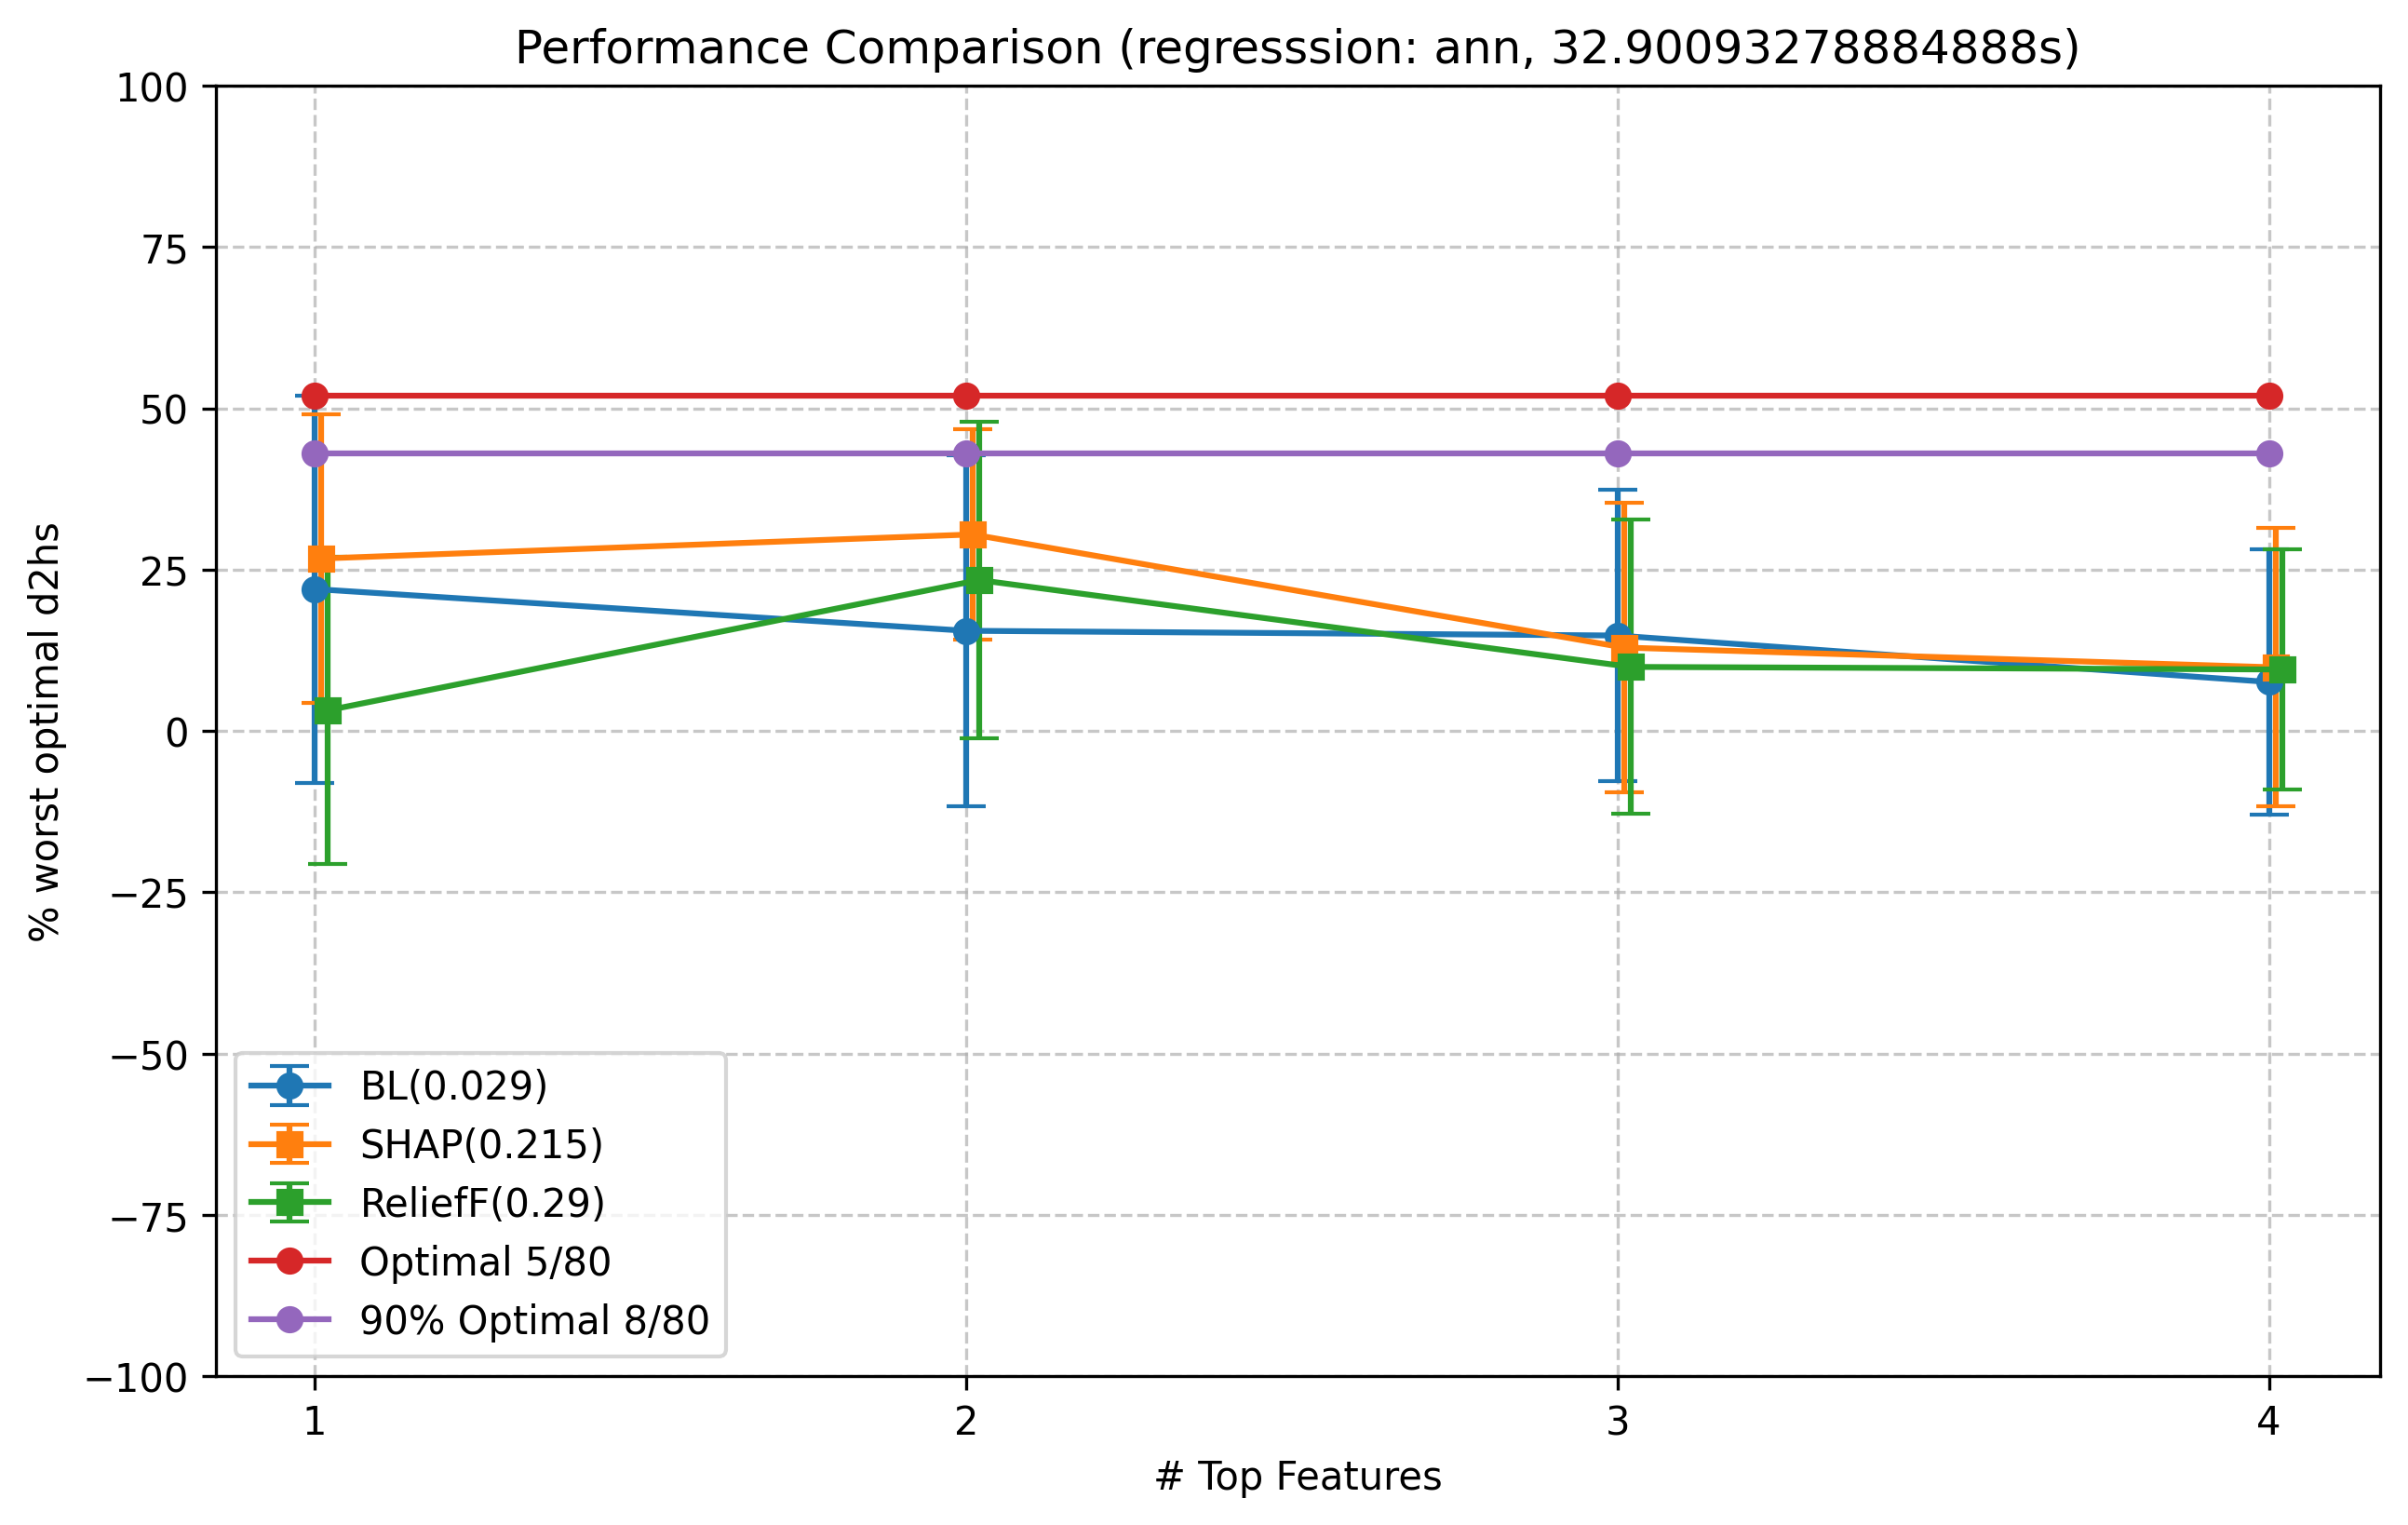 Performance Comparison (regresssion: ann, 32.90093278884888s)
% worst optimal d2hs
100
75
50
25
0
−25
−50
−75
−100
BL(0.029)
SHAP(0.215)
ReliefF(0.29)
Optimal 5/80
90% Optimal 8/80
1 2 3 4
# Top Features